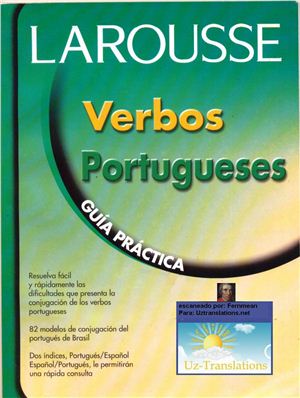 LAROUSSE
Verbos
Portugueses
GUÍA PRÁCTICA
Resuelva fácil
y rápidamente las
dificultades que presenta la
conjugación de los verbos
portugueses
82 modelos de conjugación del
portugués de Brasil
Dos índices, Portugués/Español
Español/Portugués, le permitirán
una rápida consulta
escaneado por: Fernmean
Para: Uztranslations.net
Uz-Translations